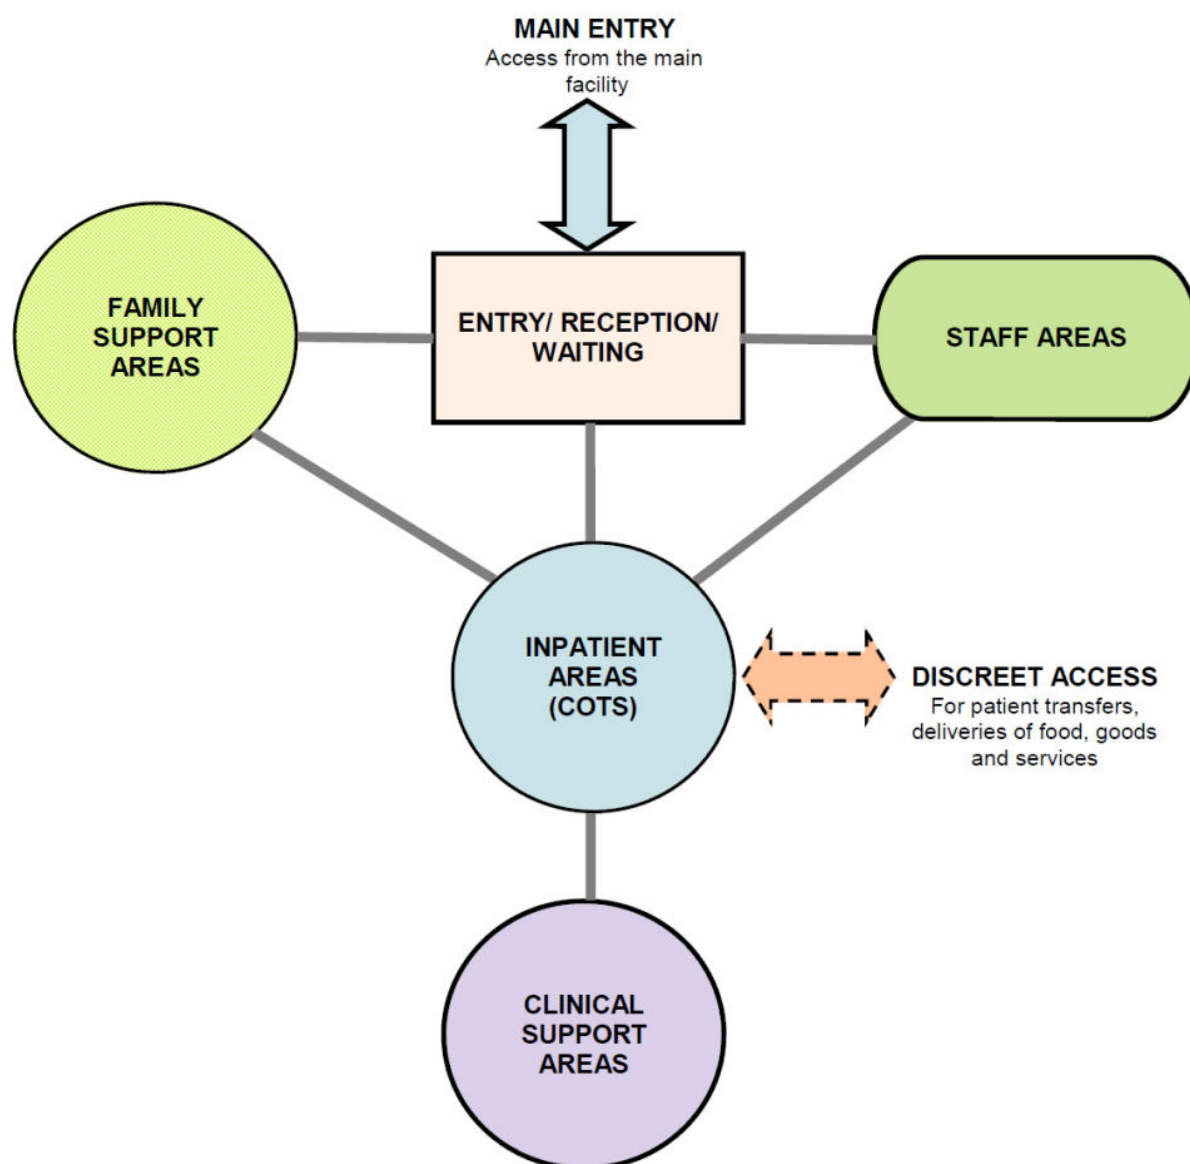 MAIN ENTRY
Access from the main
facility
FAMILY
SUPPORT
AREAS
ENTRY/ RECEPTION/
WAITING
STAFF AREAS
INPATIENT
AREAS
(COTS)
DISCREET ACCESS
For patient transfers,
deliveries of food, goods
and services
CLINICAL
SUPPORT
AREAS